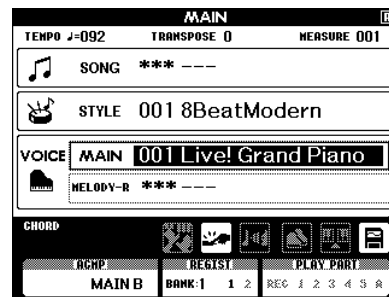 MAIN
TEMPO ♩=092 TRANSPOSE 0 MEASURE 001
SONG *** ---
STYLE 001 8BeatModern
VOICE MAIN 001 Live! Grand Piano
MELODY-R *** ---
CHORD
ACMP REGIST PLAY PART
MAIN B BANK:1 1 2 REC 1 2 3 4 5 A